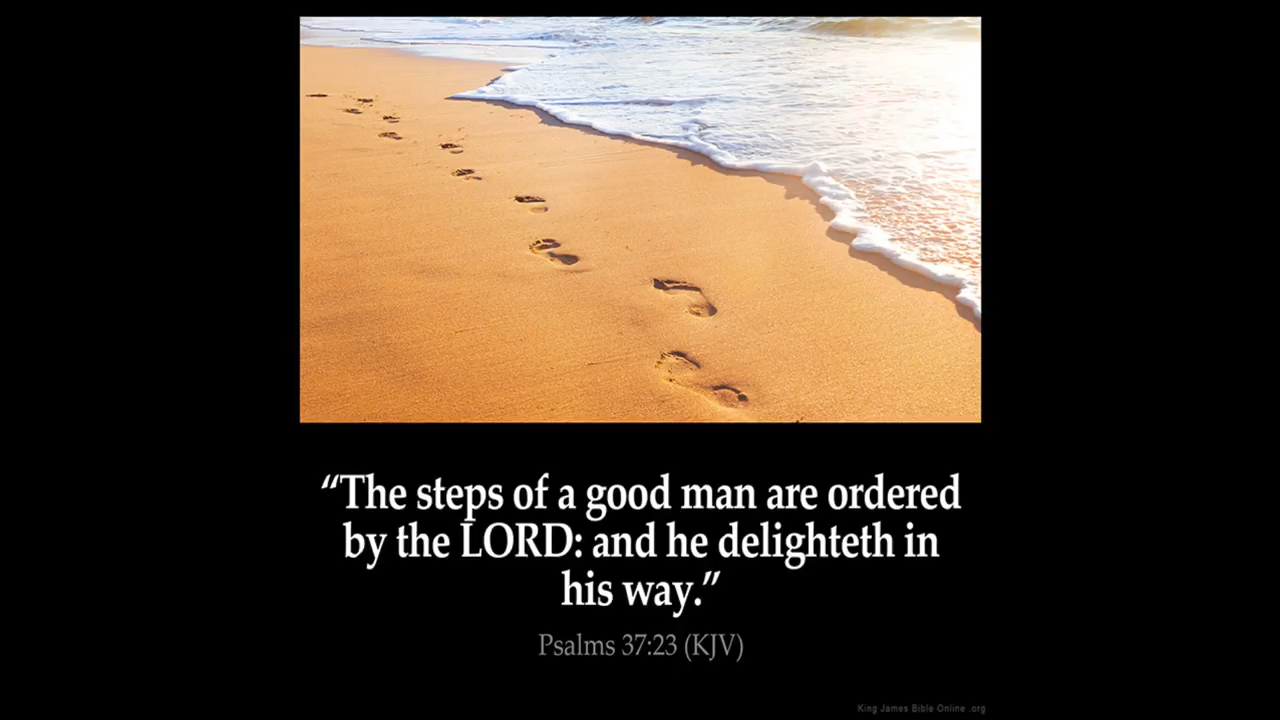 “The steps of a good man are ordered
by the LORD: and he delighteth in
his way.”
Psalms 37:23 (KJV)
King James Bible Online .org